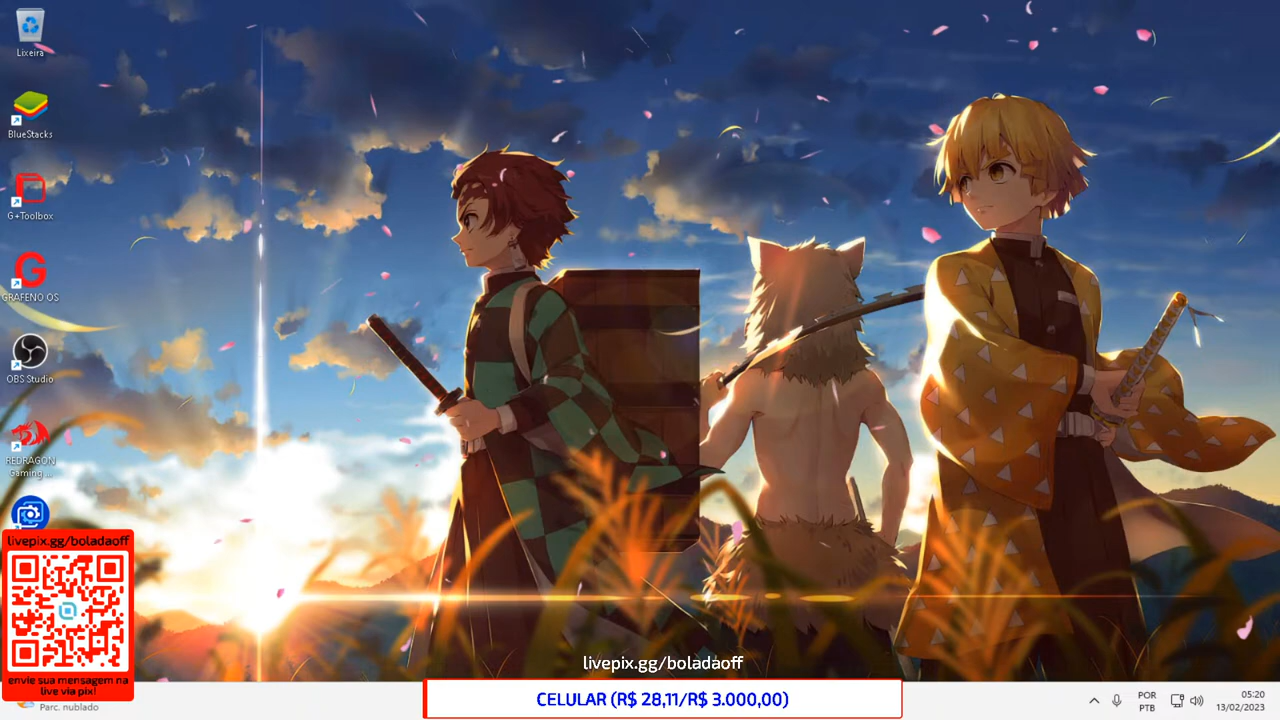 Lixeira
BlueStacks
G+Toolbox
GRAFENO OS
OBS Studio
REDRAGON
Gaming ...
livepix.gg/boladaoff
envie sua mensagem na
live via pix!
Parc. nublado
livepix.gg/boladaoff
CELULAR (R$ 28,11/R$ 3.000,00)
POR
PTB
05:20
13/02/2023